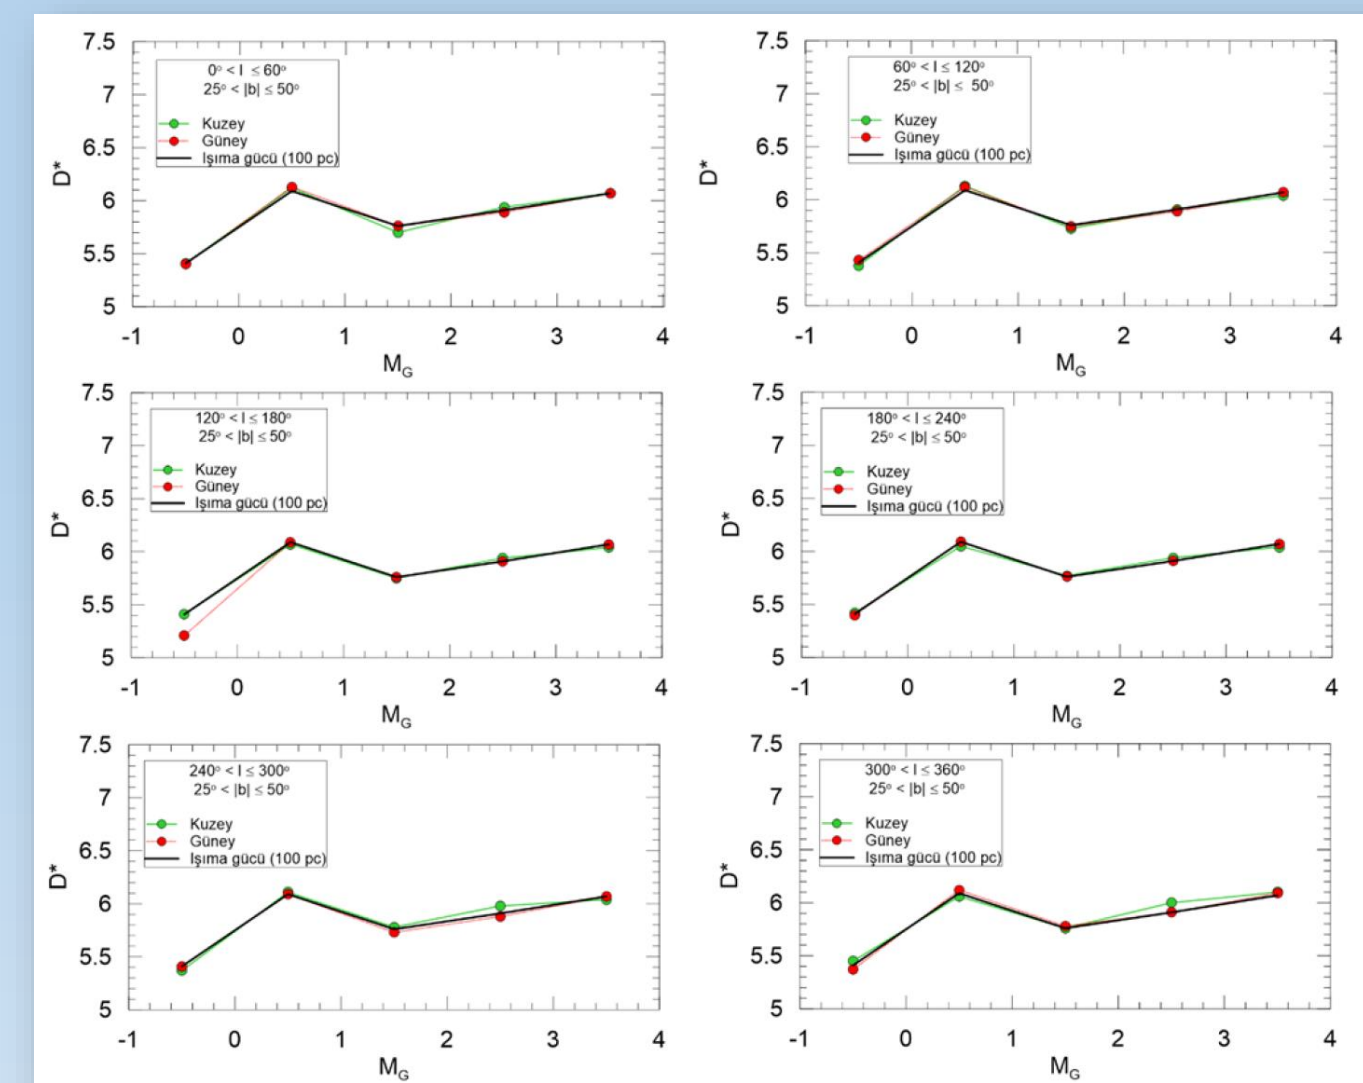 7.5
7
6.5
6
5.5
5
D*
0° < l ≤ 60°
25° < |b| ≤ 50°
Kuzey
Güney
Işıma gücü (100 pc)
-1 0 1 2 3 4
M_G
7.5
7
6.5
6
5.5
5
D*
60° < l ≤ 120°
25° < |b| ≤ 50°
Kuzey
Güney
Işıma gücü (100 pc)
-1 0 1 2 3 4
M_G
7.5
7
6.5
6
5.5
5
D*
120° < l ≤ 180°
25° < |b| ≤ 50°
Kuzey
Güney
Işıma gücü (100 pc)
-1 0 1 2 3 4
M_G
7.5
7
6.5
6
5.5
5
D*
180° < l ≤ 240°
25° < |b| ≤ 50°
Kuzey
Güney
Işıma gücü (100 pc)
-1 0 1 2 3 4
M_G
7.5
7
6.5
6
5.5
5
D*
240° < l ≤ 300°
25° < |b| ≤ 50°
Kuzey
Güney
Işıma gücü (100 pc)
-1 0 1 2 3 4
M_G
7.5
7
6.5
6
5.5
5
D*
300° < l ≤ 360°
25° < |b| ≤ 50°
Kuzey
Güney
Işıma gücü (100 pc)
-1 0 1 2 3 4
M_G